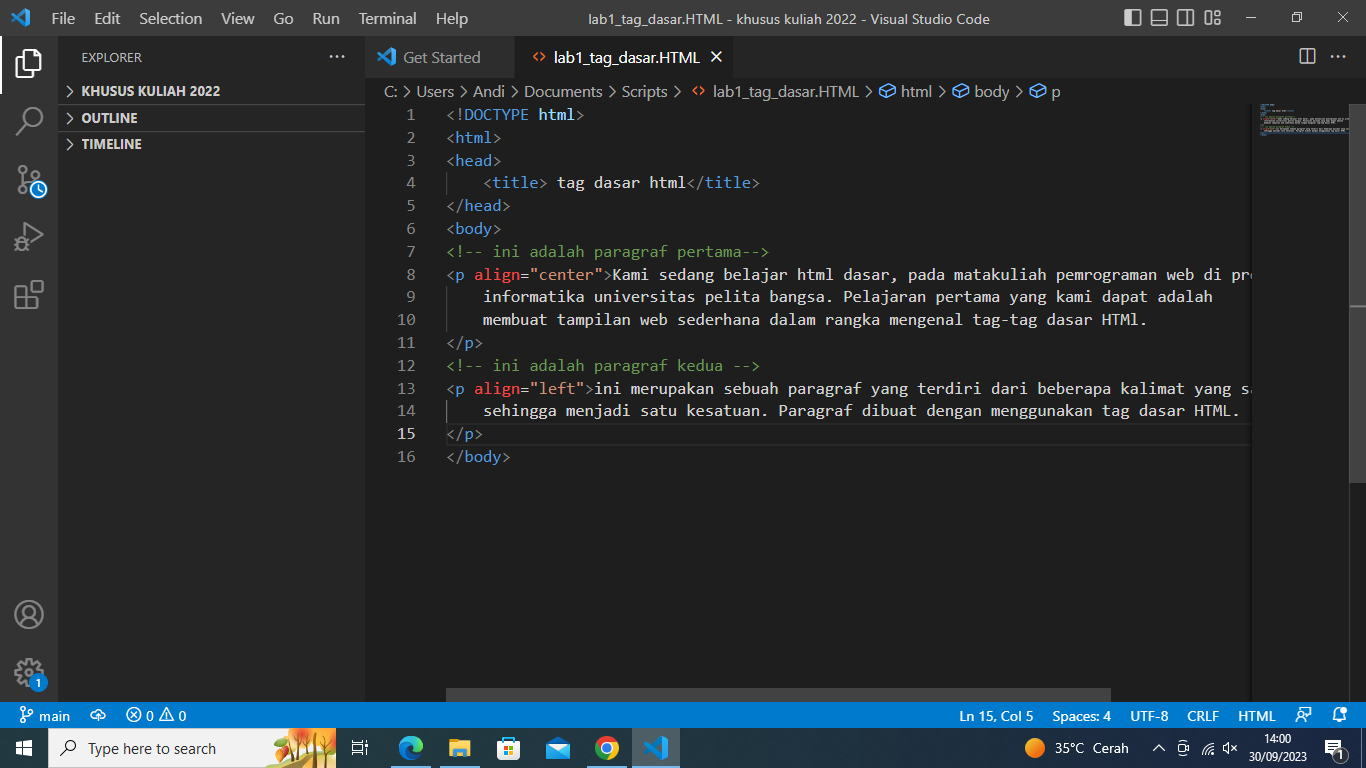 File Edit Selection View Go Run Terminal Help
lab1_tag_dasar.HTML - khusus kuliah 2022 - Visual Studio Code
EXPLORER
KHUSUS KULIAH 2022
OUTLINE
TIMELINE
Get Started
lab1_tag_dasar.HTML
C: > Users > Andi > Documents > Scripts > lab1_tag_dasar.HTML > html > body > p
1 <!DOCTYPE html>
2 <html>
3 <head>
4 <title> tag dasar html</title>
5 </head>
6 <body>
7 <!-- ini adalah paragraf pertama-->
8 <p align="center">Kami sedang belajar html dasar, pada matakuliah pemrograman web di pro
9 informatika universitas pelita bangsa. Pelajaran pertama yang kami dapat adalah
10 membuat tampilan web sederhana dalam rangka mengenal tag-tag dasar HTMl.
11 </p>
12 <!-- ini adalah paragraf kedua -->
13 <p align="left">ini merupakan sebuah paragraf yang terdiri dari beberapa kalimat yang sa
14 sehingga menjadi satu kesatuan. Paragraf dibuat dengan menggunakan tag dasar HTML.
15 </p>
16 </body>
1
main
0 0
Ln 15, Col 5
Spaces: 4
UTF-8
CRLF
HTML
Type here to search
35°C Cerah
14:00
30/09/2023
1